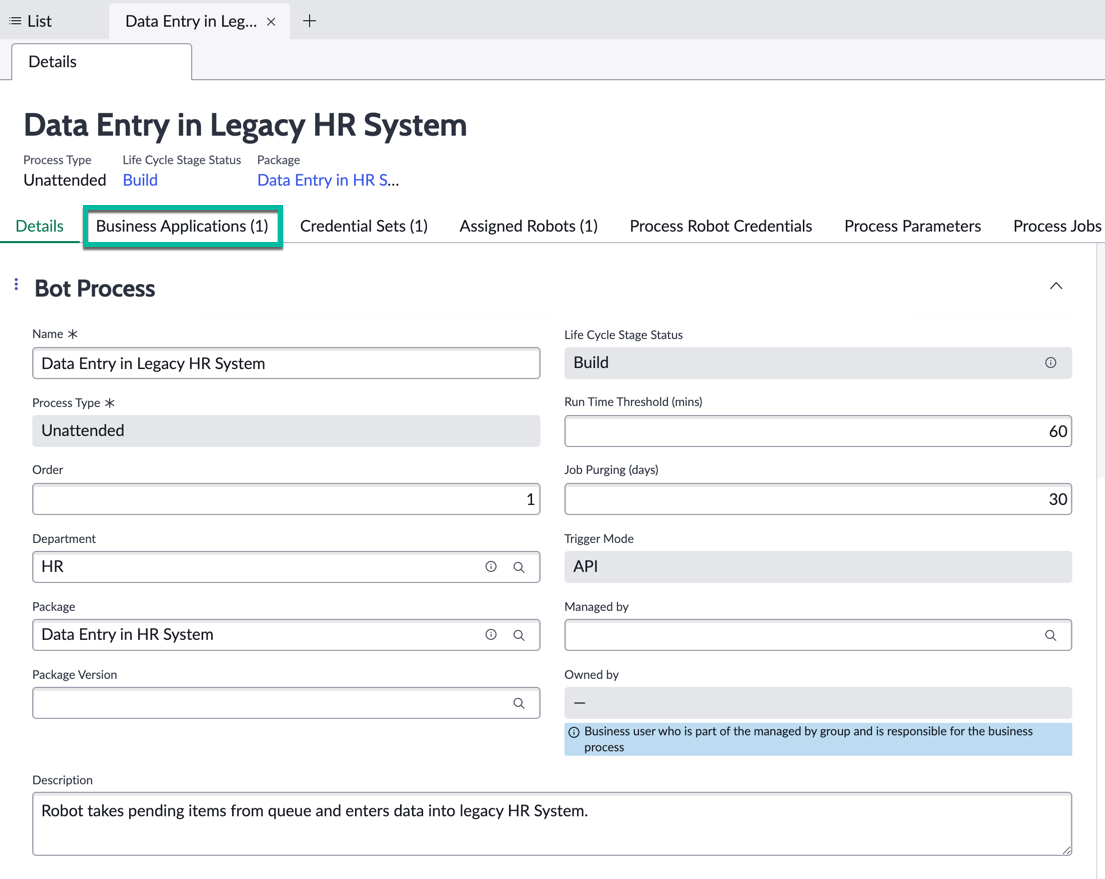 List
Data Entry in Leg...
Details
Data Entry in Legacy HR System
Process Type Life Cycle Stage Status Package
Unattended Build Data Entry in HR S...
Details Business Applications (1) Credential Sets (1) Assigned Robots (1) Process Robot Credentials Process Parameters Process Jobs
Bot Process
Name *
Data Entry in Legacy HR System
Life Cycle Stage Status
Build
Process Type *
Unattended
Run Time Threshold (mins)
60
Order
1
Job Purging (days)
30
Department
HR
Trigger Mode
API
Package
Data Entry in HR System
Managed by
Package Version
Owned by
—
Business user who is part of the managed by group and is responsible for the business
process
Description
Robot takes pending items from queue and enters data into legacy HR System.